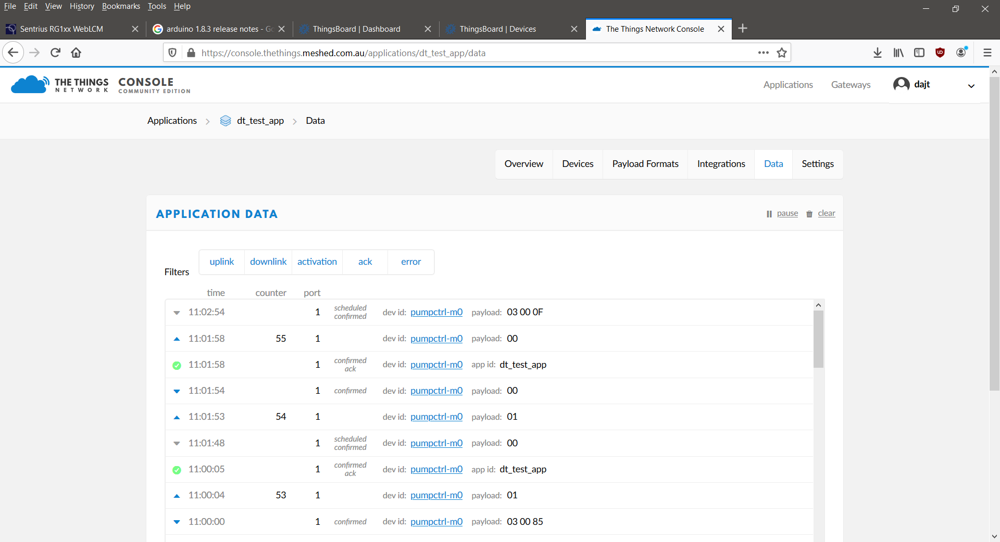 File Edit View History Bookmarks Tools Help
Sentrius RG1xx WebLCM
arduino 1.8.3 release notes - Go
ThingsBoard | Dashboard
ThingsBoard | Devices
The Things Network Console
https://console.thethings.meshed.com.au/applications/dt_test_app/data
THE THINGS NETWORK
CONSOLE
COMMUNITY EDITION
Applications Gateways dajt
Applications dt_test_app Data
Overview Devices Payload Formats Integrations Data Settings
APPLICATION DATA pause clear
Filters uplink downlink activation ack error
time counter port
11:02:54 1 scheduled confirmed dev id: pumpctrl-m0 payload: 03 00 0F
11:01:58 55 1 dev id: pumpctrl-m0 payload: 00
11:01:58 1 confirmed ack dev id: pumpctrl-m0 app id: dt_test_app
11:01:54 1 confirmed dev id: pumpctrl-m0 payload: 00
11:01:53 54 1 dev id: pumpctrl-m0 payload: 01
11:01:48 1 scheduled confirmed dev id: pumpctrl-m0 payload: 00
11:00:05 1 confirmed ack dev id: pumpctrl-m0 app id: dt_test_app
11:00:04 53 1 dev id: pumpctrl-m0 payload: 01
11:00:00 1 confirmed dev id: pumpctrl-m0 payload: 03 00 85